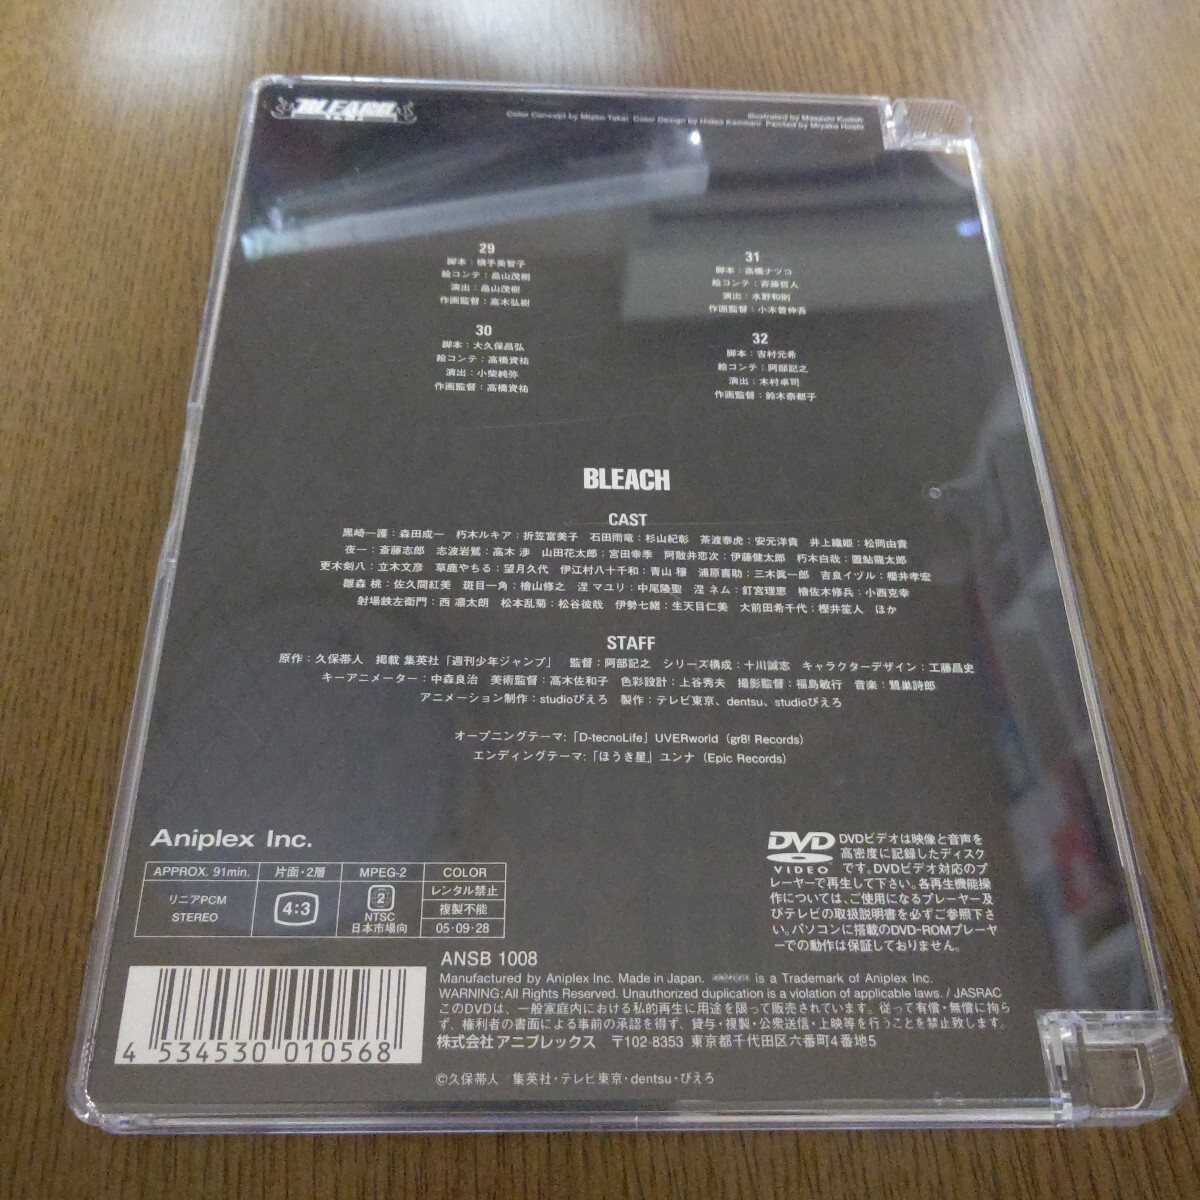 BLEACH
Illustrated by Masashi Kudoh
Color Concept by Miyuki Takai Color Design by Hideo Kamitani Painted by Miyako Hoshi
29
脚本：横手美智子
絵コンテ：畠山茂樹
演出：畠山茂樹
作画監督：高木弘樹
30
脚本：大久保昌弘
絵コンテ：高橋資祐
演出：小柴純弥
作画監督：高橋資祐
31
脚本：高橋ナツコ
絵コンテ：斉藤哲人
演出：水野和則
作画監督：小木曽伸吾
32
脚本：吉村元希
絵コンテ：阿部記之
演出：木村卓司
作画監督：鈴木奈都子
BLEACH
CAST
黒崎一護：森田成一 朽木ルキア：折笠富美子 石田雨竜：杉山紀彰 茶渡泰虎：安元洋貴 井上織姫：松岡由貴
夜一：斎藤志郎 志波岩鷲：高木 渉 山田花太郎：宮田幸季 阿散井恋次：伊藤健太郎 朽木白哉：置鮎龍太郎
更木剣八：立木文彦 草鹿やちる：望月久代 伊江村八十千和：青山 穣 浦原喜助：三木眞一郎 吉良イヅル：櫻井孝宏
雛森 桃：佐久間紅美 斑目一角：檜山修之 涅 マユリ：中尾隆聖 涅 ネム：釘宮理恵 檜佐木修兵：小西克幸
射場鉄左衛門：西 凛太朗 松本乱菊：松谷彼哉 伊勢七緒：生天目仁美 大前田希千代：樫井笙人 ほか
STAFF
原作：久保帯人 掲載 集英社「週刊少年ジャンプ」 監督：阿部記之 シリーズ構成：十川誠志 キャラクターデザイン：工藤昌史
キーアニメーター：中森良治 美術監督：高木佐和子 色彩設計：上谷秀夫 撮影監督：福島敏行 音楽：鷺巣詩郎
アニメーション制作：studioぴえろ 製作：テレビ東京、dentsu、studioぴえろ
オープニングテーマ:「D-tecnoLife」UVERworld（gr8! Records）
エンディングテーマ:「ほうき星」ユンナ（Epic Records）
Aniplex Inc.
APPROX. 91min. 片面・2層 MPEG-2 COLOR
リニアPCM
STEREO
4:3
2
NTSC
日本市場向
レンタル禁止
複製不能
05・09・28
DVD
VIDEO
DVDビデオは映像と音声を
高密度に記録したディスク
です。DVDビデオ対応のプ
レーヤーで再生して下さい。各再生機能操
作については、ご使用になるプレーヤー及
びテレビの取扱説明書を必ずご参照下さ
い。パソコンに搭載のDVD-ROMプレーヤ
ーでの動作は保証しておりません。
ANSB 1008
Manufactured by Aniplex Inc. Made in Japan. is a Trademark of Aniplex Inc.
WARNING:All Rights Reserved. Unauthorized duplication is a violation of applicable laws. / JASRAC
このDVDは、一般家庭内における私的再生に用途を限って販売されています。従って有償・無償に拘ら
ず、権利者の書面による事前の承認を得ず、貸与・複製・公衆送信・上映等を行うことを禁止致します。
株式会社 アニプレックス 〒102-8353 東京都千代田区六番町4番地5
4 534530 010568
©久保帯人／集英社・テレビ東京・dentsu・ぴえろ